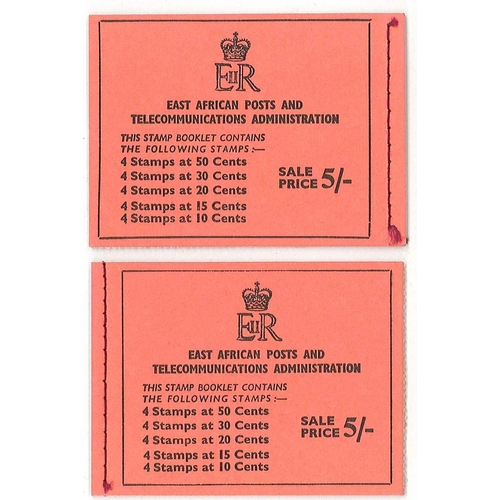 EIIR
EAST AFRICAN POSTS AND
TELECOMMUNICATIONS ADMINISTRATION
THIS STAMP BOOKLET CONTAINS
THE FOLLOWING STAMPS :—
4 Stamps at 50 Cents
4 Stamps at 30 Cents
4 Stamps at 20 Cents
4 Stamps at 15 Cents
4 Stamps at 10 Cents
SALE
PRICE 5/-
EIIR
EAST AFRICAN POSTS AND
TELECOMMUNICATIONS ADMINISTRATION
THIS STAMP BOOKLET CONTAINS
THE FOLLOWING STAMPS :—
4 Stamps at 50 Cents
4 Stamps at 30 Cents
4 Stamps at 20 Cents
4 Stamps at 15 Cents
4 Stamps at 10 Cents
SALE
PRICE 5/-